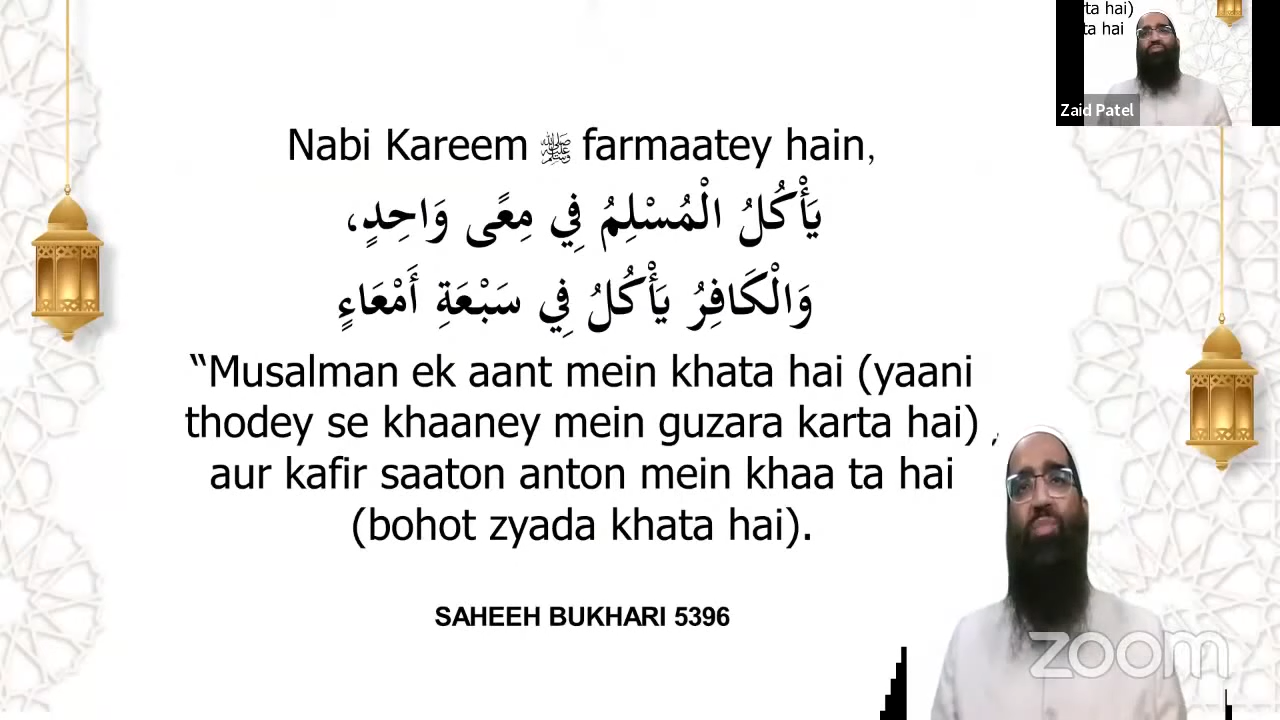 rta hai)
ta hai
Zaid Patel
Nabi Kareem ﷺ farmaatey hain,
يَأْكُلُ الْمُسْلِمُ فِي مِعًى وَاحِدٍ،
وَالْكَافِرُ يَأْكُلُ فِي سَبْعَةِ أَمْعَاءٍ
“Musalman ek aant mein khata hai (yaani
thodey se khaaney mein guzara karta hai) ,
aur kafir saaton anton mein khaa ta hai
(bohot zyada khata hai).
SAHEEH BUKHARI 5396
zoom